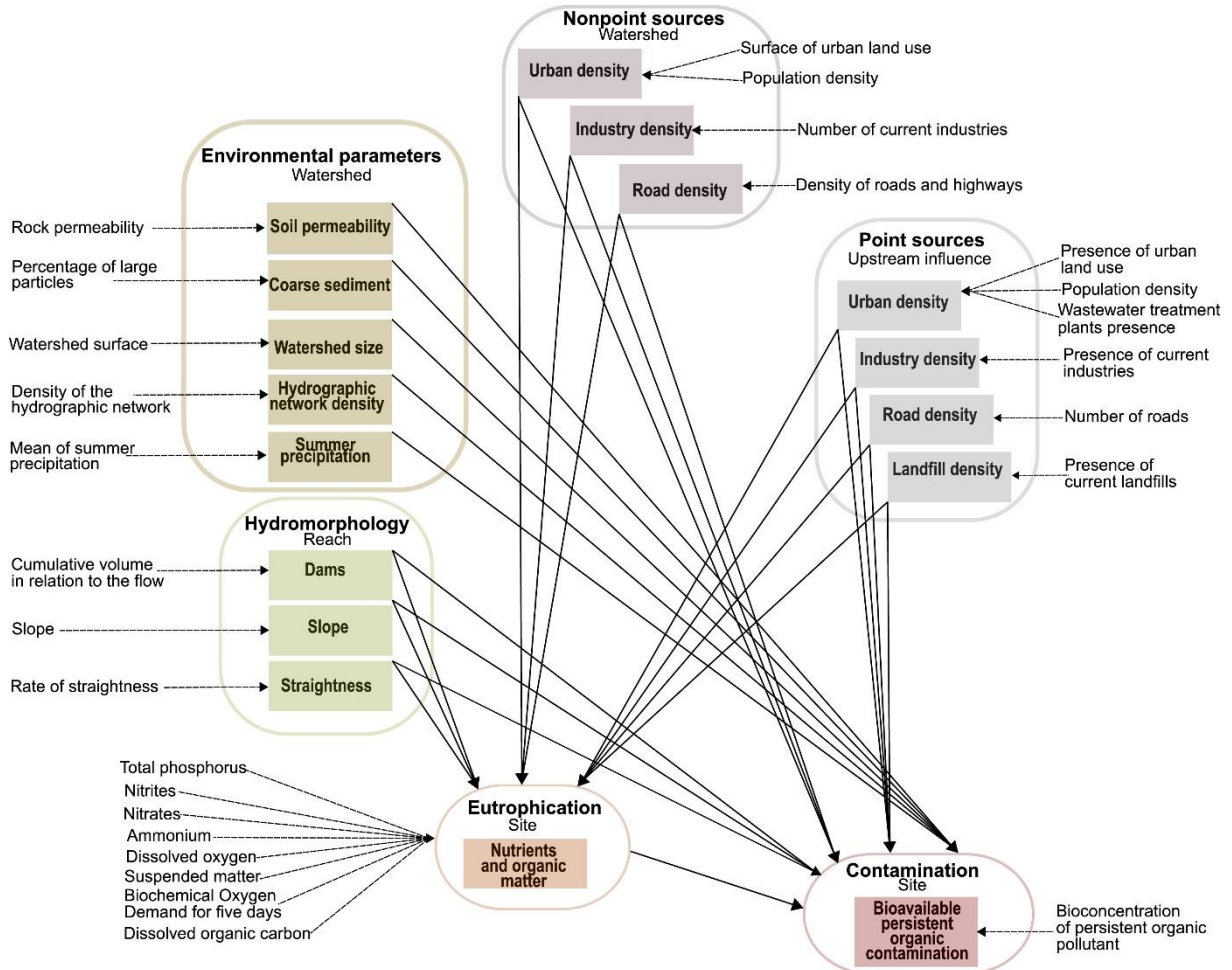 Nonpoint sources
Watershed
Urban density
Surface of urban land use
Population density
Industry density
Number of current industries
Road density
Density of roads and highways
Environmental parameters
Watershed
Rock permeability
Soil permeability
Percentage of large
particles
Coarse sediment
Watershed surface
Watershed size
Density of
the hydrographic network
Hydrographic
network density
Mean of summer
precipitation
Summer
precipitation
Point sources
Upstream influence
Urban density
Presence of urban
land use
Population density
Wastewater treatment
plants presence
Industry density
Presence of current
industries
Road density
Number of roads
Landfill density
Presence of
current landfills
Hydromorphology
Reach
Cumulative volume
in relation to the flow
Dams
Slope
Slope
Rate of straightness
Straightness
Total phosphorus
Nitrites
Nitrates
Ammonium
Dissolved oxygen
Suspended matter
Biochemical Oxygen
Demand for five days
Dissolved organic carbon
Eutrophication
Site
Nutrients
and organic
matter
Contamination
Site
Bioavailable
persistent
organic
contamination
Bioconcentration
of persistent organic
pollutant